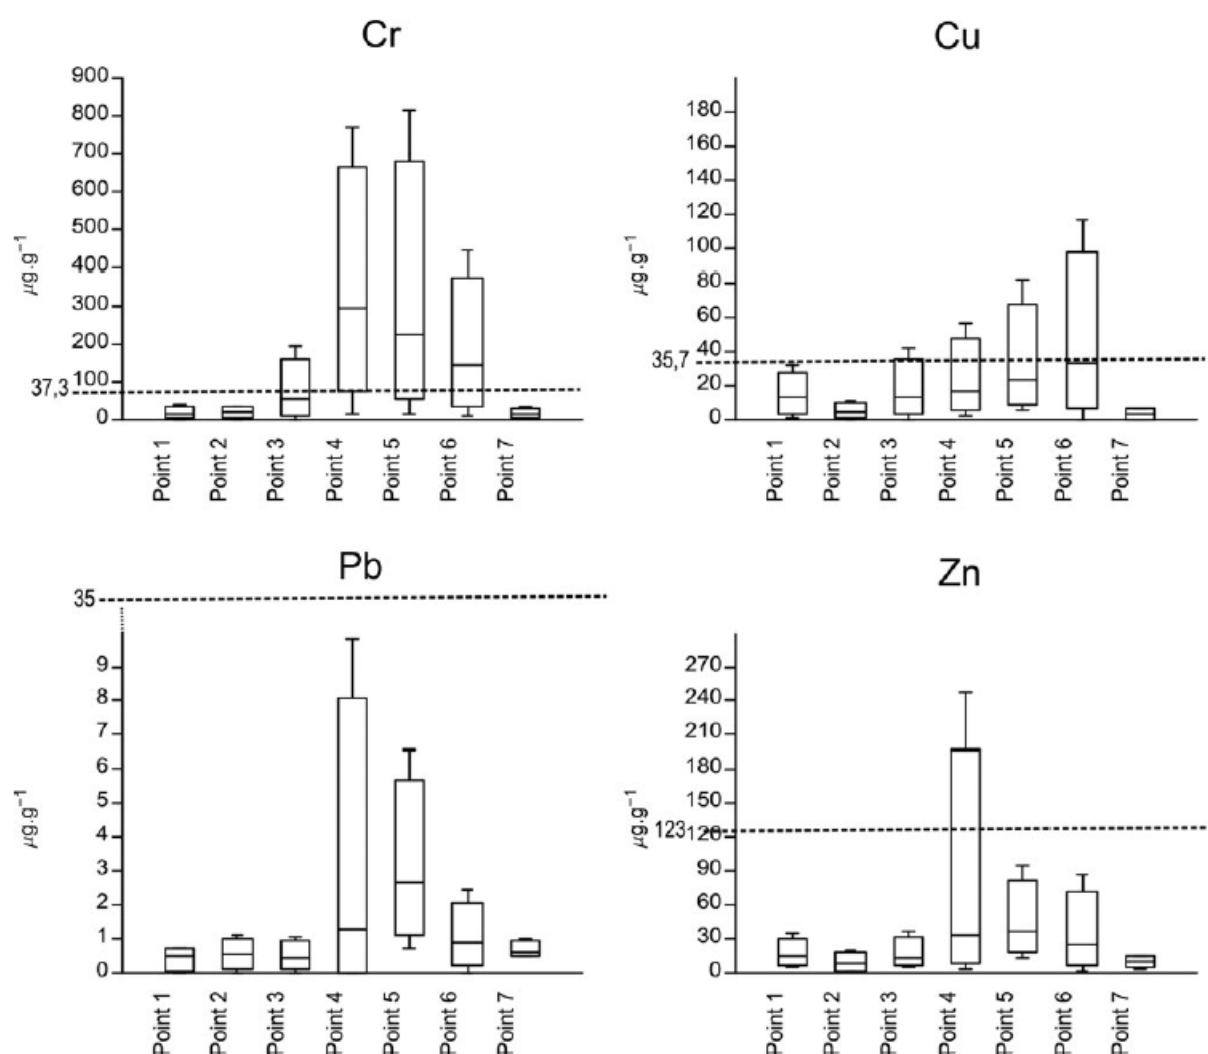 Cr
900
800
700
600
500
400
300
200
100
0
37,3
µg.g⁻¹
Point 1
Point 2
Point 3
Point 4
Point 5
Point 6
Point 7
Cu
180
160
140
120
100
80
60
40
20
0
35,7
µg.g⁻¹
Point 1
Point 2
Point 3
Point 4
Point 5
Point 6
Point 7
Pb
35
9
8
7
6
5
4
3
2
1
0
µg.g⁻¹
Point 1
Point 2
Point 3
Point 4
Point 5
Point 6
Point 7
Zn
270
240
210
180
150
120
90
60
30
0
123
µg.g⁻¹
Point 1
Point 2
Point 3
Point 4
Point 5
Point 6
Point 7